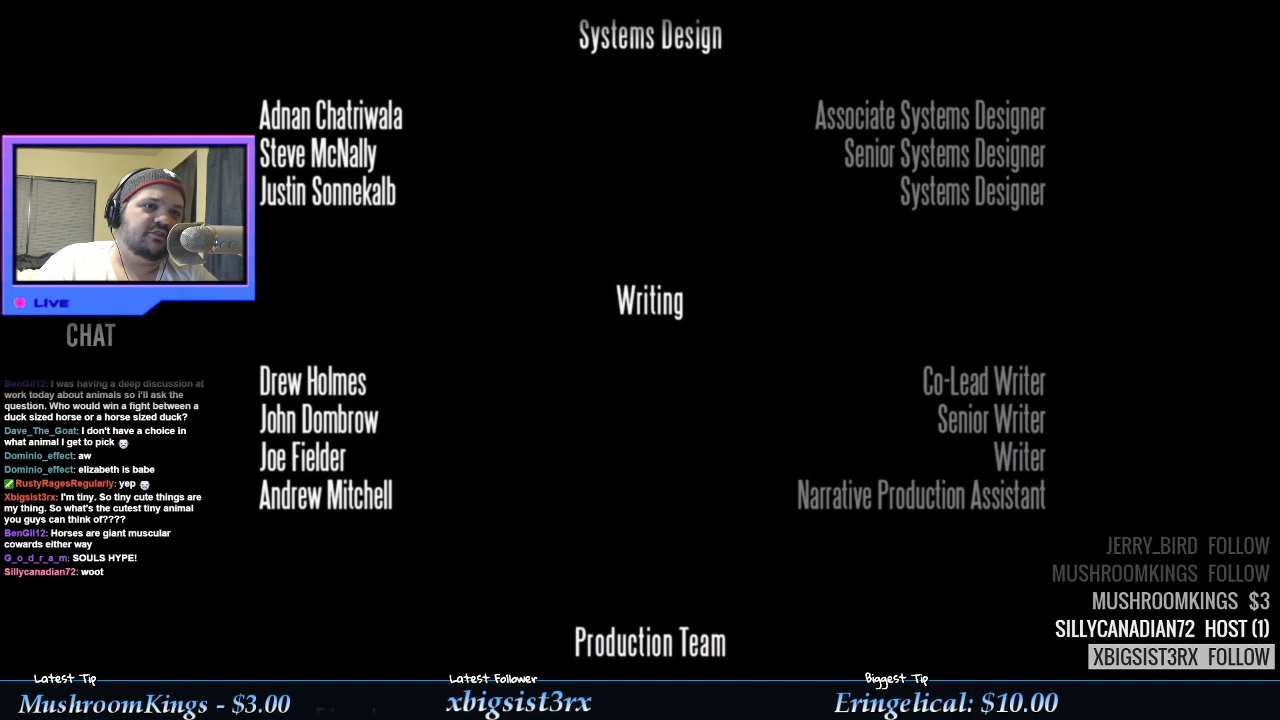 Systems Design
Adnan Chatriwala Associate Systems Designer
Steve McNally Senior Systems Designer
Justin Sonnekalb Systems Designer
LIVE
Writing
CHAT
Drew Holmes Co-Lead Writer
John Dombrow Senior Writer
Joe Fielder Writer
Andrew Mitchell Narrative Production Assistant
BenGil12: I was having a deep discussion at
work today about animals so i'll ask the
question. Who would win a fight between a
duck sized horse or a horse sized duck?
Dave_The_Goat: I don't have a choice in
what animal I get to pick
Dominio_effect: aw
Dominio_effect: elizabeth is babe
RustyRagesRegularly: yep
Xbigsist3rx: I'm tiny. So tiny cute things are
my thing. So what's the cutest tiny animal
you guys can think of????
BenGil12: Horses are giant muscular
cowards either way
G_o_d_r_a_m: SOULS HYPE!
Sillycanadian72: woot
JERRY_BIRD FOLLOW
MUSHROOMKINGS FOLLOW
MUSHROOMKINGS $3
SILLYCANADIAN72 HOST (1)
XBIGSIST3RX FOLLOW
Production Team
Latest Tip Latest Follower Biggest Tip
MushroomKings - $3.00 xbigsist3rx Eringelical: $10.00